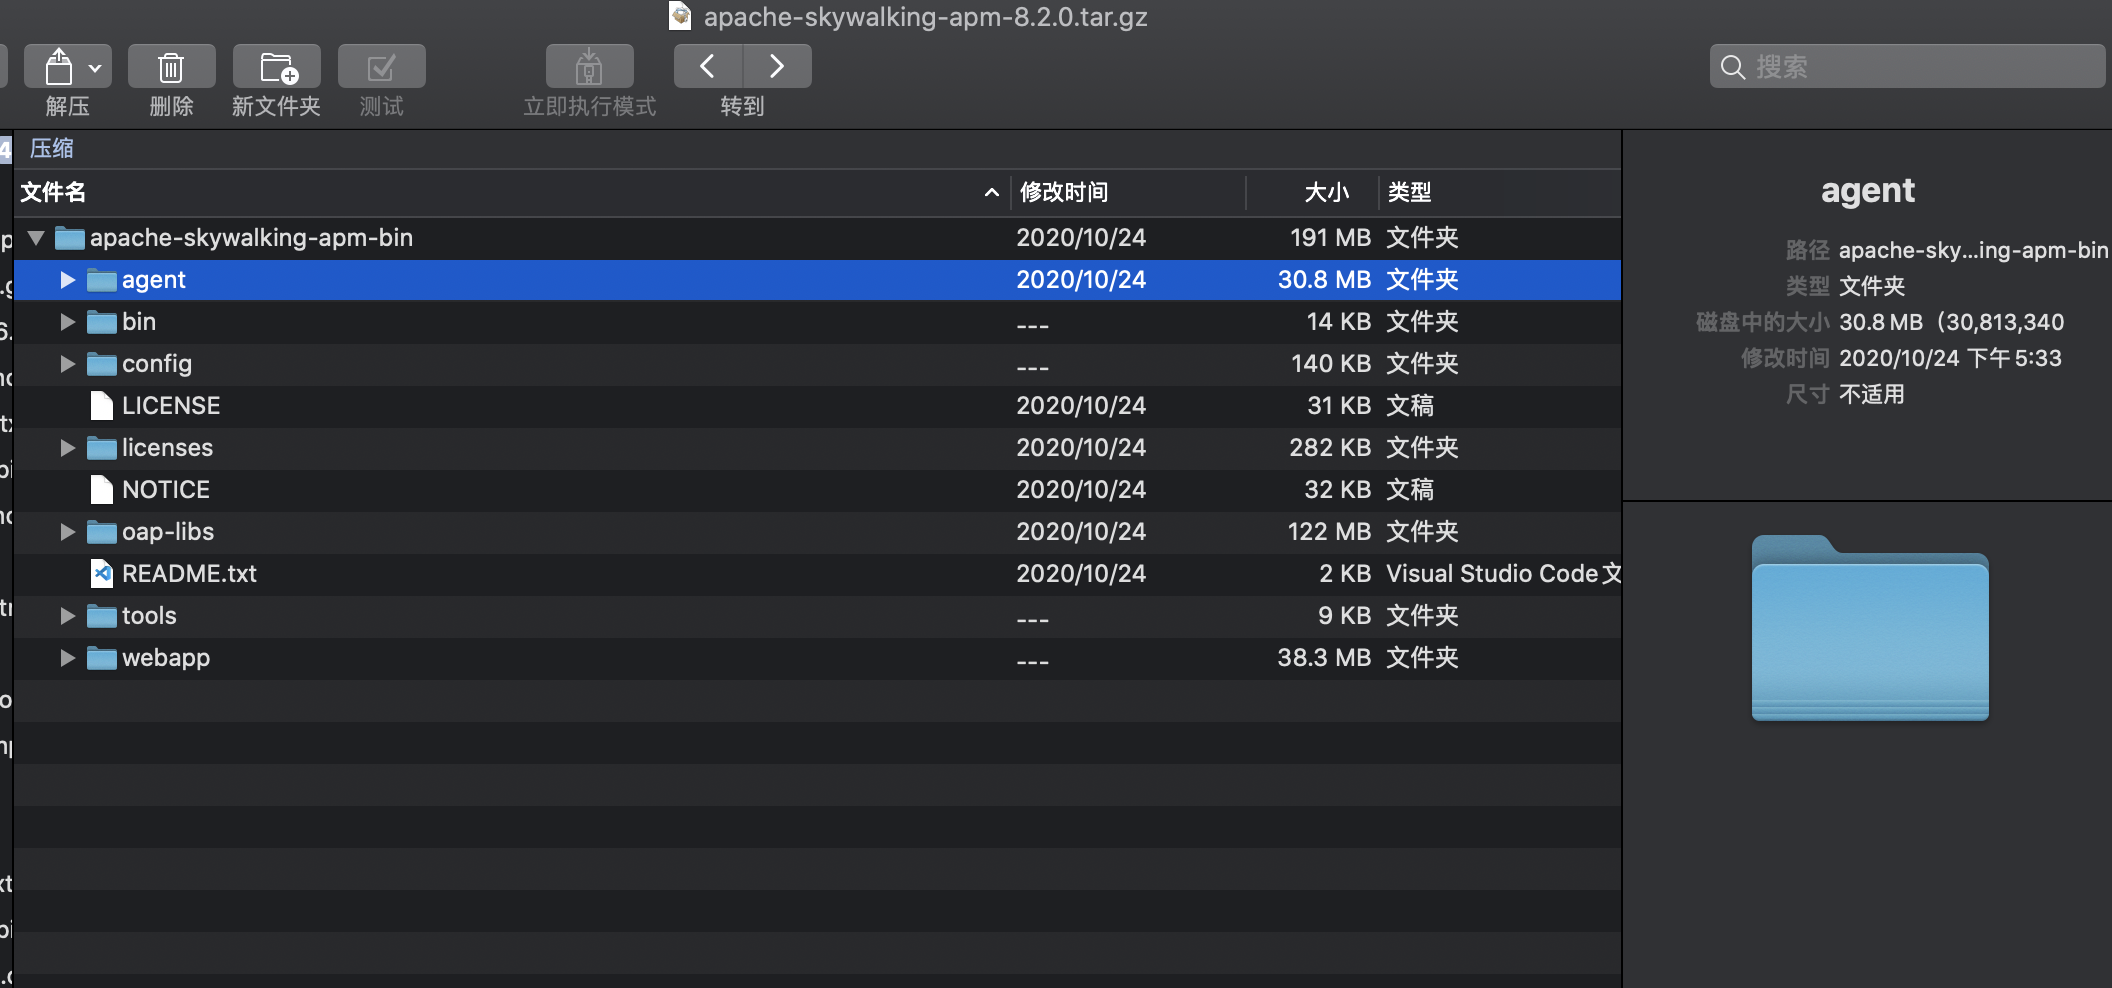 apache-skywalking-apm-8.2.0.tar.gz
解压 删除 新文件夹 测试 立即执行模式 转到 搜索
压缩
文件名 修改时间 大小 类型
apache-skywalking-apm-bin 2020/10/24 191 MB 文件夹
agent 2020/10/24 30.8 MB 文件夹
bin --- 14 KB 文件夹
config --- 140 KB 文件夹
LICENSE 2020/10/24 31 KB 文稿
licenses 2020/10/24 282 KB 文件夹
NOTICE 2020/10/24 32 KB 文稿
oap-libs 2020/10/24 122 MB 文件夹
README.txt 2020/10/24 2 KB Visual Studio Code文
tools --- 9 KB 文件夹
webapp --- 38.3 MB 文件夹
agent
路径 apache-sky...ing-apm-bin
类型 文件夹
磁盘中的大小 30.8 MB（30,813,340
修改时间 2020/10/24 下午5:33
尺寸 不适用